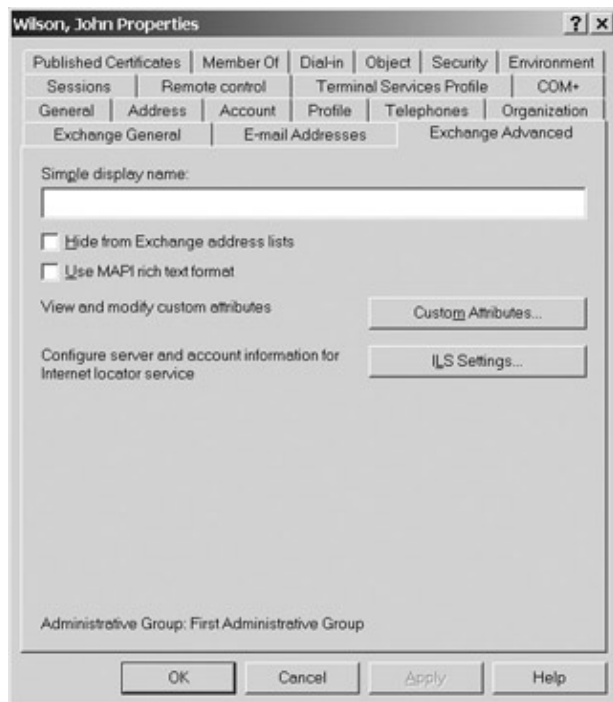 Wilson, John Properties
Published Certificates Member Of Dial-in Object Security Environment
Sessions Remote control Terminal Services Profile COM+
General Address Account Profile Telephones Organization
Exchange General E-mail Addresses Exchange Advanced
Simple display name:
Hide from Exchange address lists
Use MAPI rich text format
View and modify custom attributes
Custom Attributes...
Configure server and account information for
Internet locator service
ILS Settings...
Administrative Group: First Administrative Group
OK Cancel Apply Help